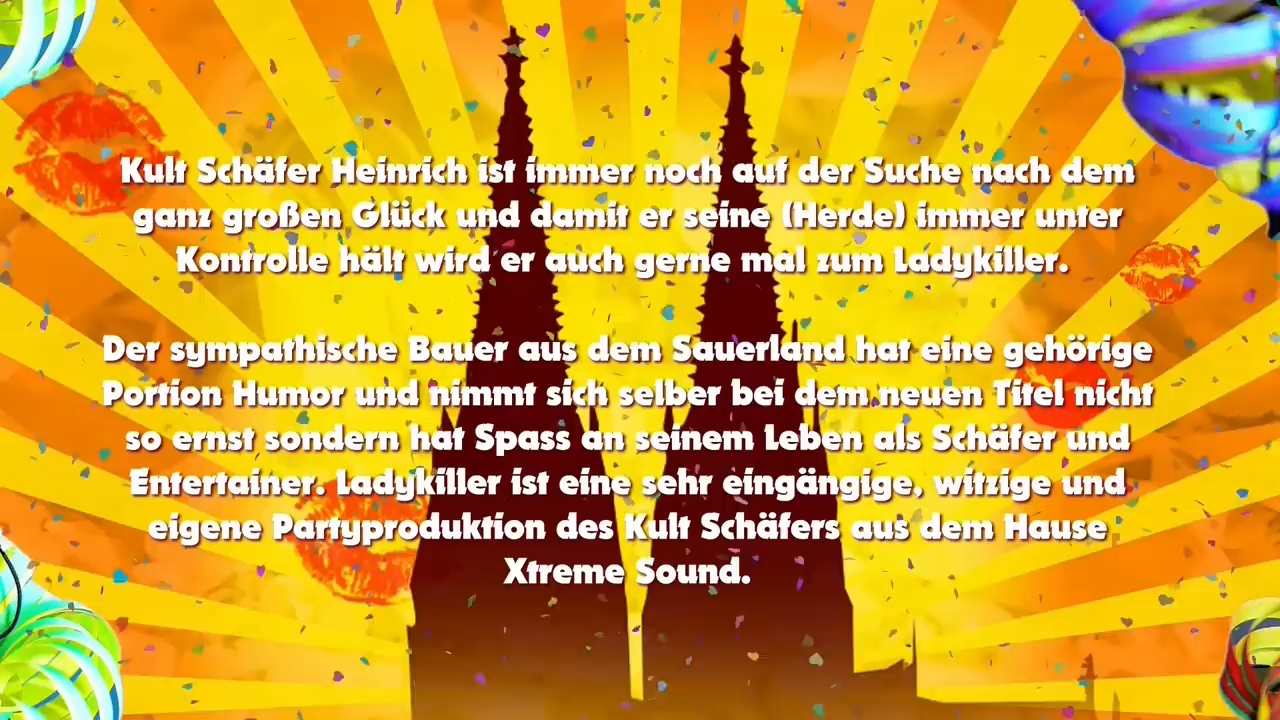 Kult Schäfer Heinrich ist immer noch auf der Suche nach dem
ganz großen Glück und damit er seine (Herde) immer unter
Kontrolle hält wird er auch gerne mal zum Ladykiller.
Der sympathische Bauer aus dem Sauerland hat eine gehörige
Portion Humor und nimmt sich selber bei dem neuen Titel nicht
so ernst sondern hat Spass an seinem Leben als Schäfer und
Entertainer. Ladykiller ist eine sehr eingängige, witzige und
eigene Partyproduktion des Kult Schäfers aus dem Hause
Xtreme Sound.